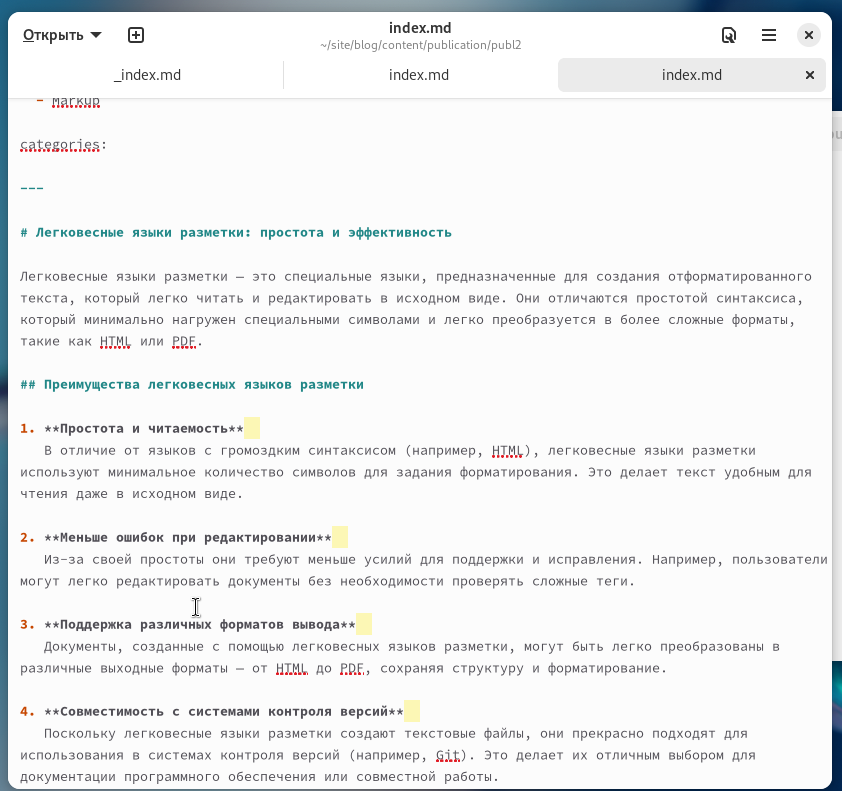 Открыть
index.md
~/site/blog/content/publication/publ2
_index.md
index.md
index.md
- Markup
categories:
---
# Легковесные языки разметки: простота и эффективность
Легковесные языки разметки — это специальные языки, предназначенные для создания отформатированного
текста, который легко читать и редактировать в исходном виде. Они отличаются простотой синтаксиса,
который минимально нагружен специальными символами и легко преобразуется в более сложные форматы,
такие как HTML или PDF.
## Преимущества легковесных языков разметки
1. **Простота и читаемость**
В отличие от языков с громоздким синтаксисом (например, HTML), легковесные языки разметки
используют минимальное количество символов для задания форматирования. Это делает текст удобным для
чтения даже в исходном виде.
2. **Меньше ошибок при редактировании**
Из-за своей простоты они требуют меньше усилий для поддержки и исправления. Например, пользователи
могут легко редактировать документы без необходимости проверять сложные теги.
3. **Поддержка различных форматов вывода**
Документы, созданные с помощью легковесных языков разметки, могут быть легко преобразованы в
различные выходные форматы — от HTML до PDF, сохраняя структуру и форматирование.
4. **Совместимость с системами контроля версий**
Поскольку легковесные языки разметки создают текстовые файлы, они прекрасно подходят для
использования в системах контроля версий (например, Git). Это делает их отличным выбором для
документации программного обеспечения или совместной работы.